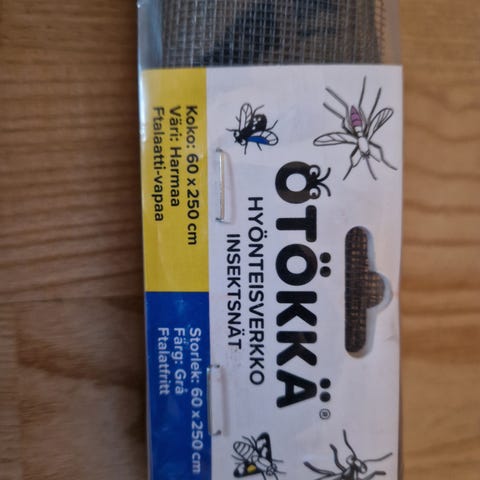 ÖTÖKKÄ®
HYÖNTEISVERKKO
INSEKTSNÄT
Koko: 60 x 250 cm
Väri: Harmaa
Ftalaatti-vapaa
Storlek: 60 x 250 cm
Färg: Grå
Ftalatfritt